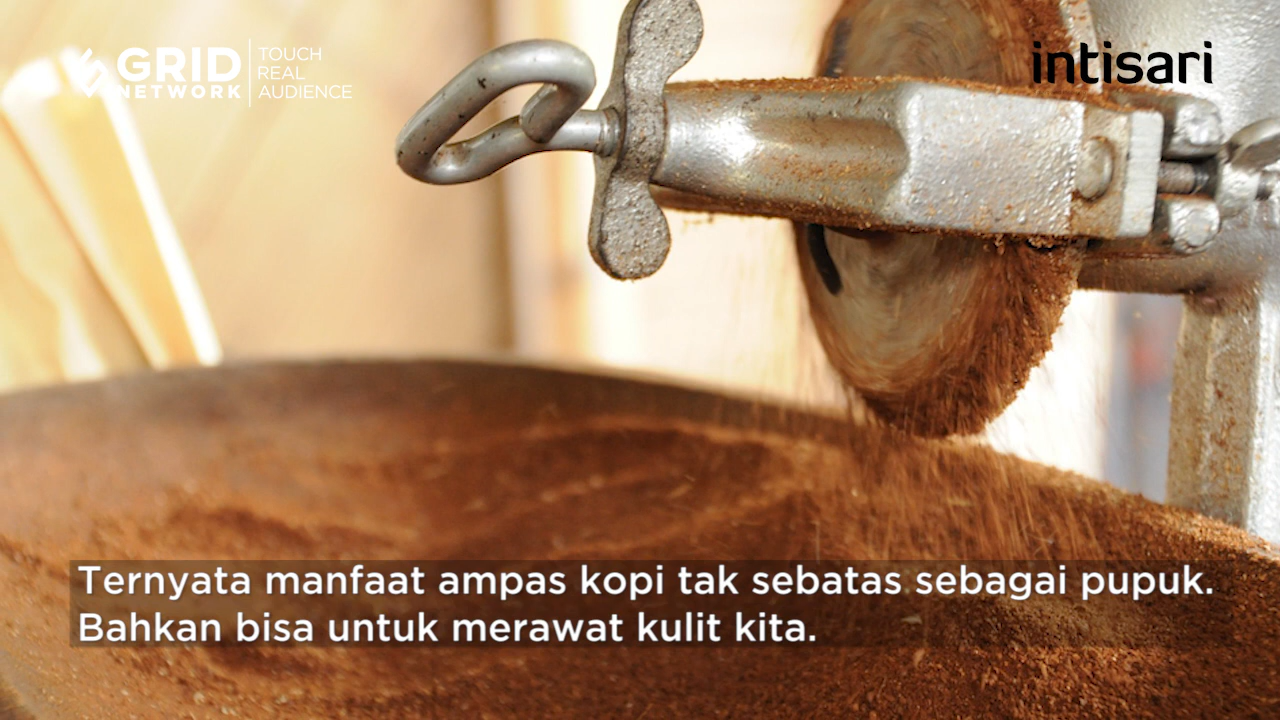 GRID
NETWORK
TOUCH
REAL
AUDIENCE
intisari
Ternyata manfaat ampas kopi tak sebatas sebagai pupuk.
Bahkan bisa untuk merawat kulit kita.